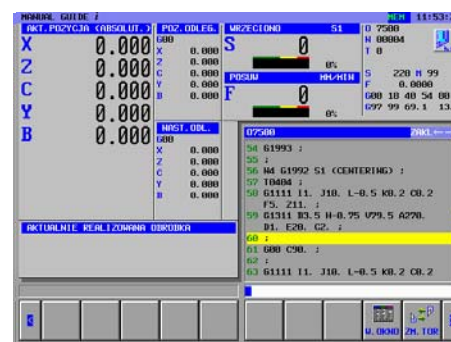 MANUAL GUIDE i MEM 11:53:
AKT.POZYCJA (ABSOLUT.)
X 0.000
Z 0.000
C 0.000
Y 0.000
B 0.000
POZ.ODLEG.
G00
X 0.000
Z 0.000
C 0.000
Y 0.000
B 0.000
NAST.ODL.
G00
X 0.000
Z 0.000
C 0.000
Y 0.000
B 0.000
WRZECIONO S1
S 0
0%
POSUW MM/MIN
F 0
0%
O 7500
N 00004
T 0
S 220 M 99
F 0.0000
G00 18 40 54 80
G97 99 69.1 13.
AKTUALNIE REALIZOWANA OBROBKA
O7500 ZAKŁ.
54 G1993 ;
55 ;
56 N4 G1992 S1 (CENTERING) ;
57 T0404 ;
58 G1111 I1. J10. L-0.5 K0.2 C0.2
F5. Z11. ;
59 G1311 B3.5 H-0.75 V79.5 A270.
D1. E20. C2. ;
60 ;
61 G00 C90. ;
62 ;
63 G1111 I1. J10. L-0.5 K0.2 C0.2
<
W.OKNO ZM.TOR